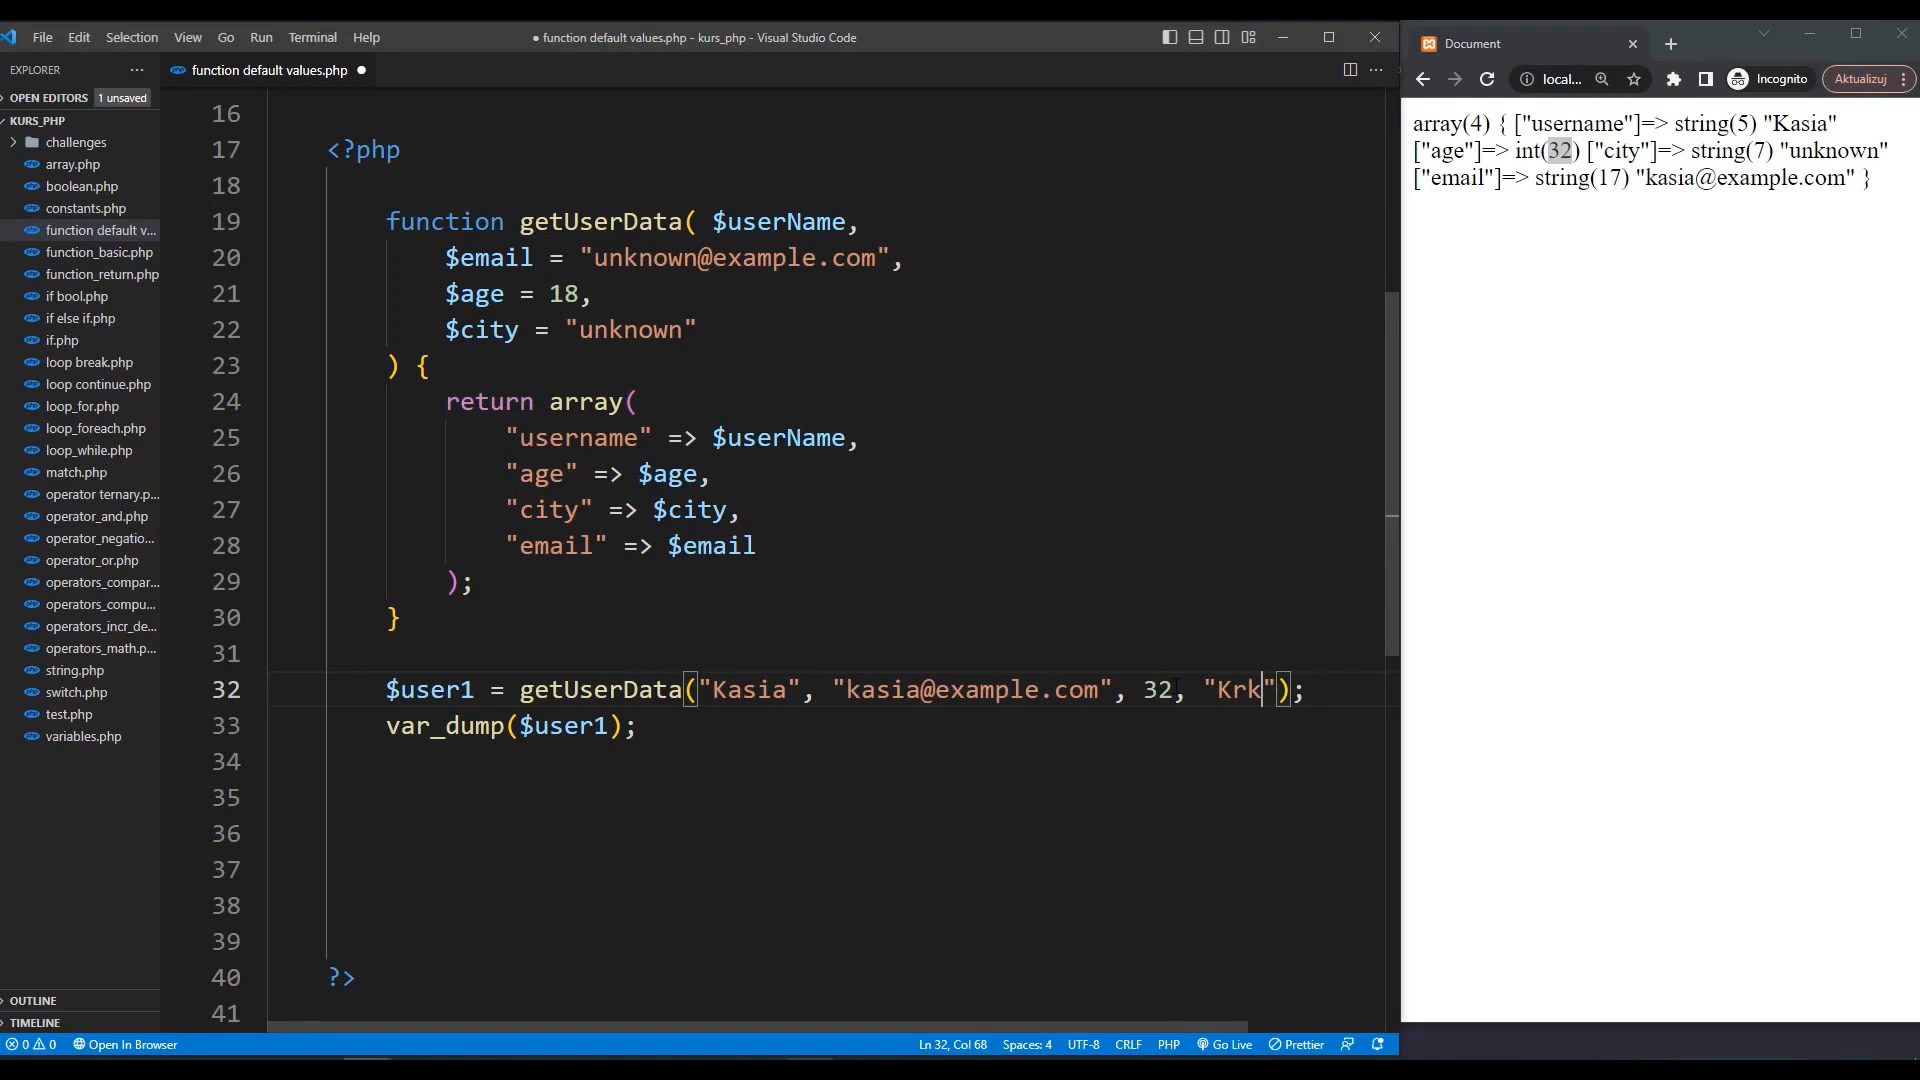 File Edit Selection View Go Run Terminal Help
● function default values.php - kurs_php - Visual Studio Code
EXPLORER
OPEN EDITORS 1 unsaved
KURS_PHP
challenges
array.php
boolean.php
constants.php
function default v...
function_basic.php
function_return.php
if bool.php
if else if.php
if.php
loop break.php
loop continue.php
loop_for.php
loop_foreach.php
loop_while.php
match.php
operator ternary.p...
operator_and.php
operator_negatio...
operator_or.php
operators_compar...
operators_compu...
operators_incr_de...
operators_math.p...
string.php
switch.php
test.php
variables.php
OUTLINE
TIMELINE
function default values.php ●
16
17 <?php
18
19 function getUserData( $userName,
20 $email = "unknown@example.com",
21 $age = 18,
22 $city = "unknown"
23 ) {
24 return array(
25 "username" => $userName,
26 "age" => $age,
27 "city" => $city,
28 "email" => $email
29 );
30 }
31
32 $user1 = getUserData("Kasia", "kasia@example.com", 32, "Krk");
33 var_dump($user1);
34
35
36
37
38
39
40 ?>
41
0 0 Open In Browser
Ln 32, Col 68 Spaces: 4 UTF-8 CRLF PHP Go Live Prettier
Document
local... Incognito Aktualizuj
array(4) { ["username"]=> string(5) "Kasia"
["age"]=> int(32) ["city"]=> string(7) "unknown"
["email"]=> string(17) "kasia@example.com" }